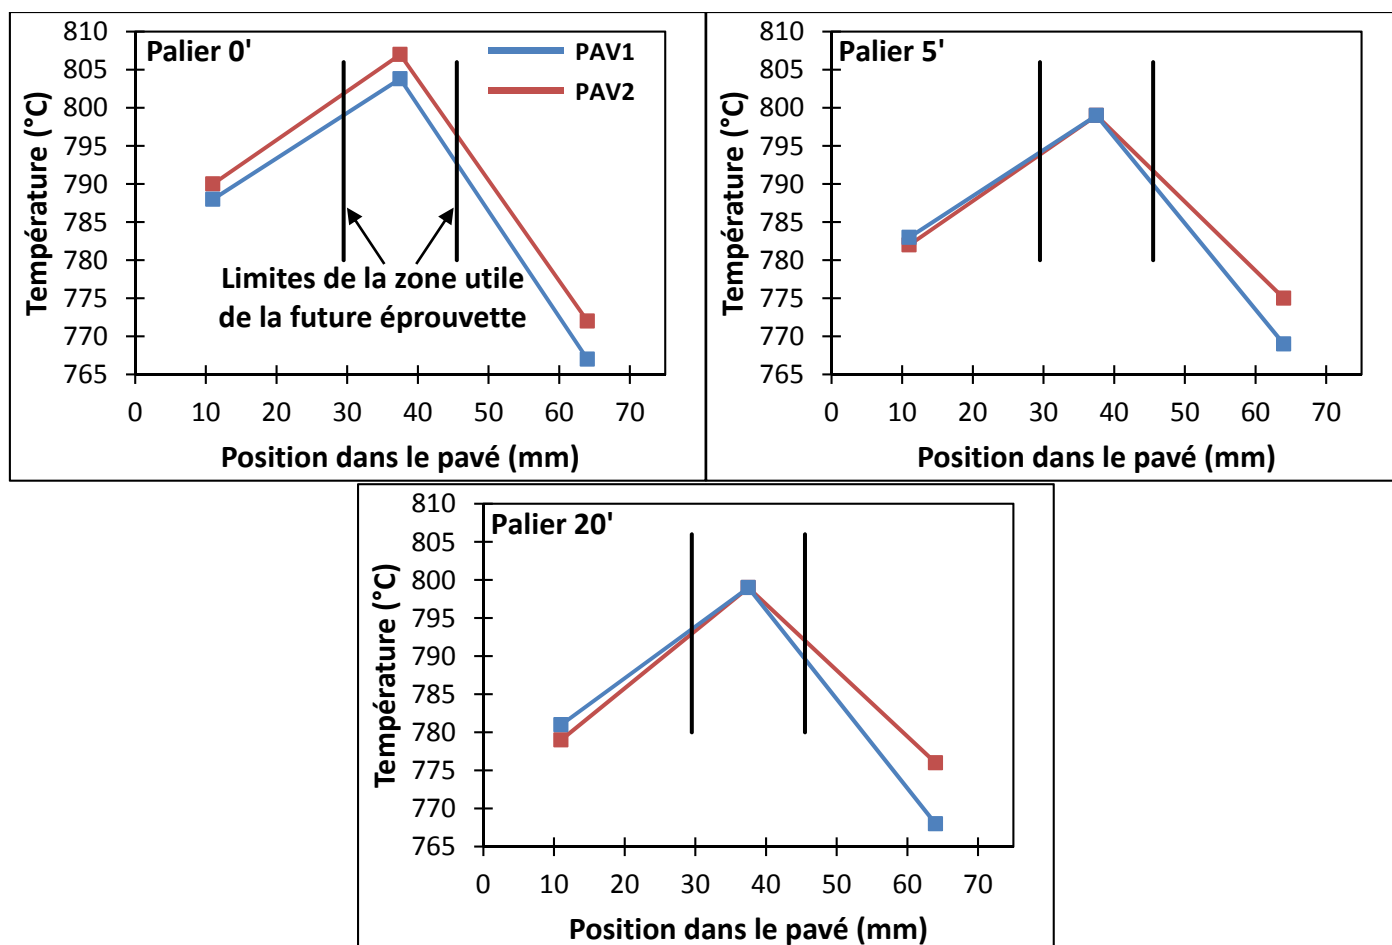 Palier 0'
PAV1
PAV2
810
805
800
795
790
785
780
775
770
765
Température (°C)
Limites de la zone utile
de la future éprouvette
0 10 20 30 40 50 60 70
Position dans le pavé (mm)
Palier 5'
810
805
800
795
790
785
780
775
770
765
Température (°C)
0 10 20 30 40 50 60 70
Position dans le pavé (mm)
Palier 20'
810
805
800
795
790
785
780
775
770
765
Température (°C)
0 10 20 30 40 50 60 70
Position dans le pavé (mm)